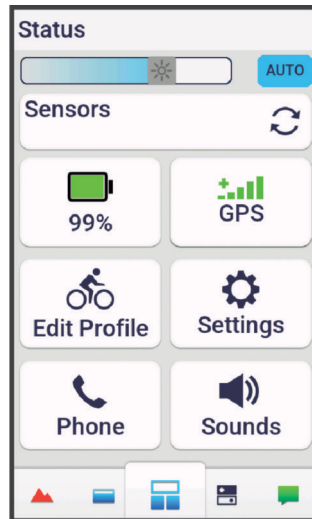 Status
AUTO
Sensors
99%
GPS
Edit Profile
Settings
Phone
Sounds